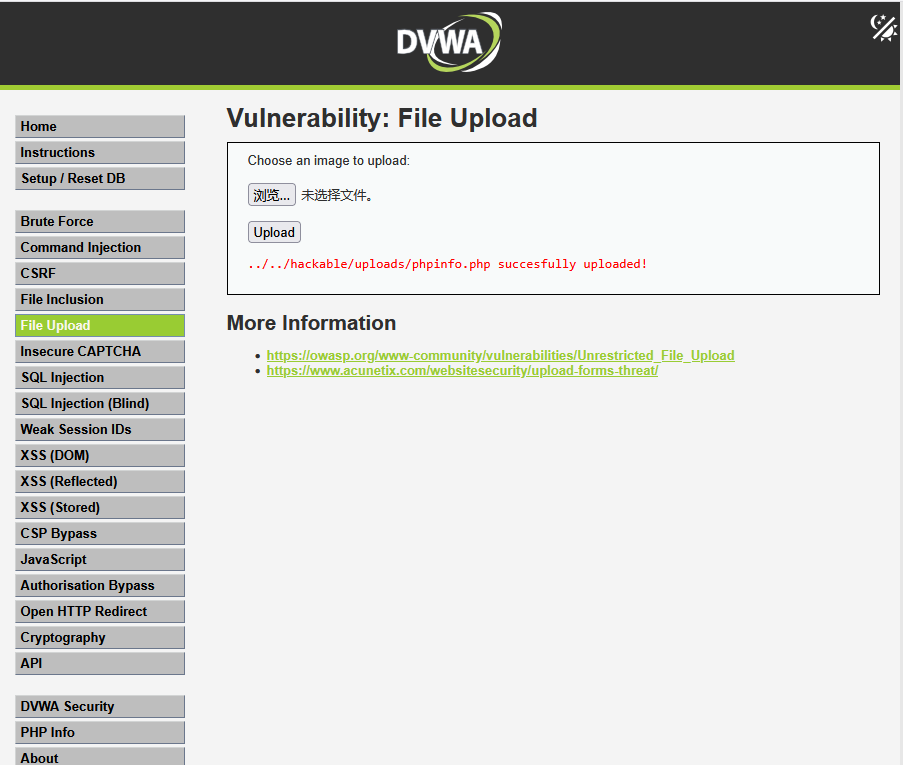 DVWA
Home
Instructions
Setup / Reset DB
Brute Force
Command Injection
CSRF
File Inclusion
File Upload
Insecure CAPTCHA
SQL Injection
SQL Injection (Blind)
Weak Session IDs
XSS (DOM)
XSS (Reflected)
XSS (Stored)
CSP Bypass
JavaScript
Authorisation Bypass
Open HTTP Redirect
Cryptography
API
DVWA Security
PHP Info
About
Vulnerability: File Upload
Choose an image to upload:
浏览... 未选择文件。
Upload
../../hackable/uploads/phpinfo.php succesfully uploaded!
More Information
• https://owasp.org/www-community/vulnerabilities/Unrestricted_File_Upload
• https://www.acunetix.com/websitesecurity/upload-forms-threat/